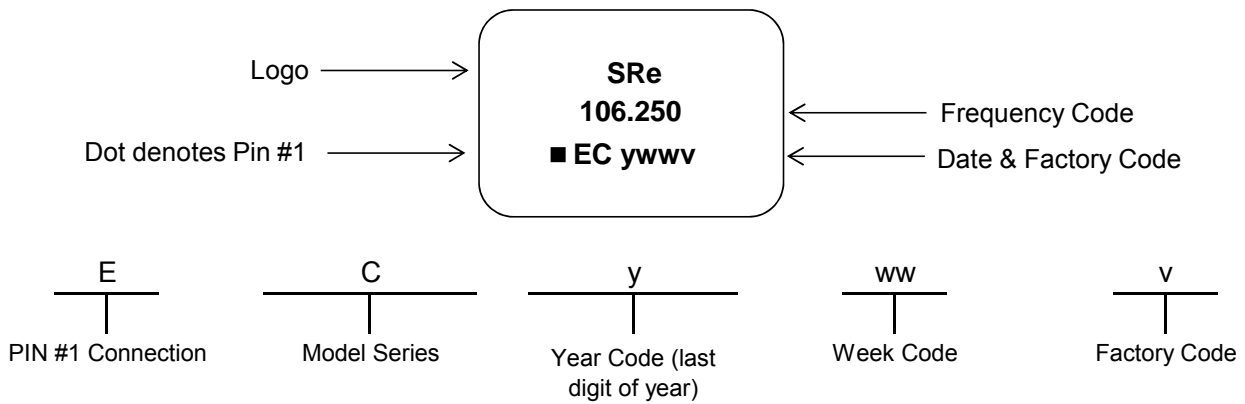 Logo
SRe
106.250
Frequency Code
Dot denotes Pin #1
■ EC ywwv
Date & Factory Code
E
C
y
ww
v
PIN #1 Connection
Model Series
Year Code (last
digit of year)
Week Code
Factory Code